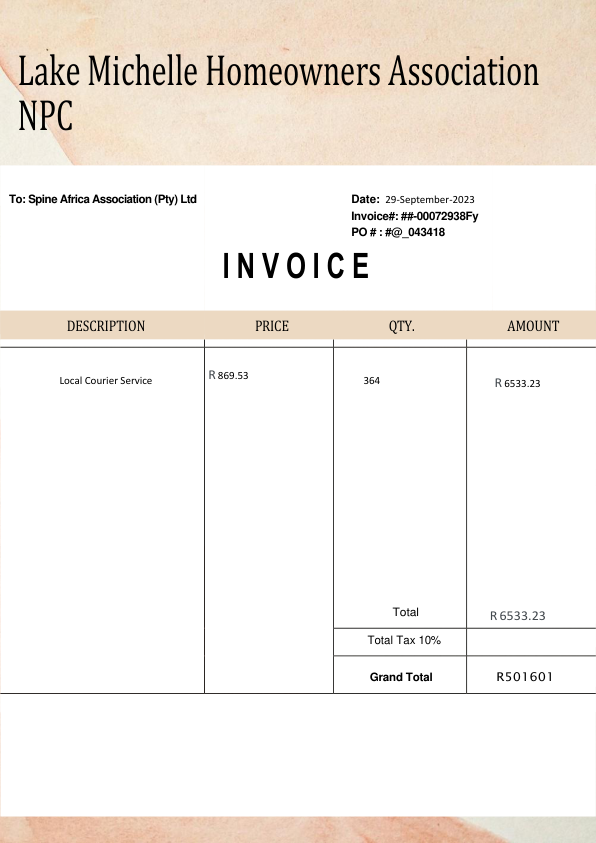 Lake Michelle Homeowners Association
NPC
To: Spine Africa Association (Pty) Ltd
Date: 29-September-2023
Invoice#: ##-00072938Fy
PO # : #@_043418
INVOICE
DESCRIPTION PRICE QTY. AMOUNT
Local Courier Service R 869.53 364 R 6533.23
Total R 6533.23
Total Tax 10%
Grand Total R501601